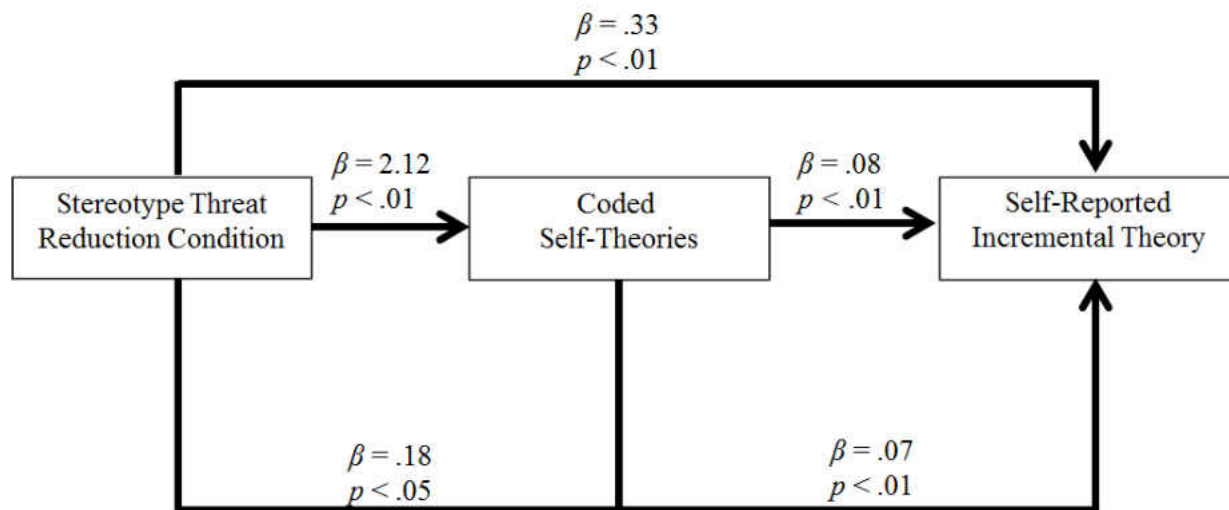 β = .33
p < .01
β = 2.12
p < .01
β = .08
p < .01
Stereotype Threat
Reduction Condition
Coded
Self-Theories
Self-Reported
Incremental Theory
β = .18
p < .05
β = .07
p < .01